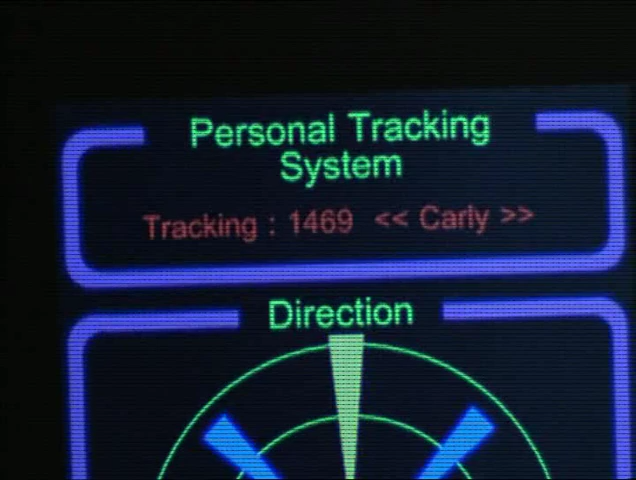 Personal Tracking
System
Tracking : 1469 << Carly >>
Direction